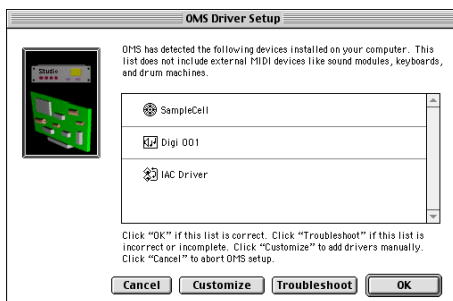 OMS Driver Setup
OMS has detected the following devices installed on your computer. This
list does not include external MIDI devices like sound modules, keyboards,
and drum machines.
Studio
SampleCell
Digi 001
IAC Driver
Click “OK” if this list is correct. Click “Troubleshoot” if this list is
incorrect or incomplete. Click “Customize” to add drivers manually.
Click “Cancel” to abort OMS setup.
Cancel Customize Troubleshoot OK